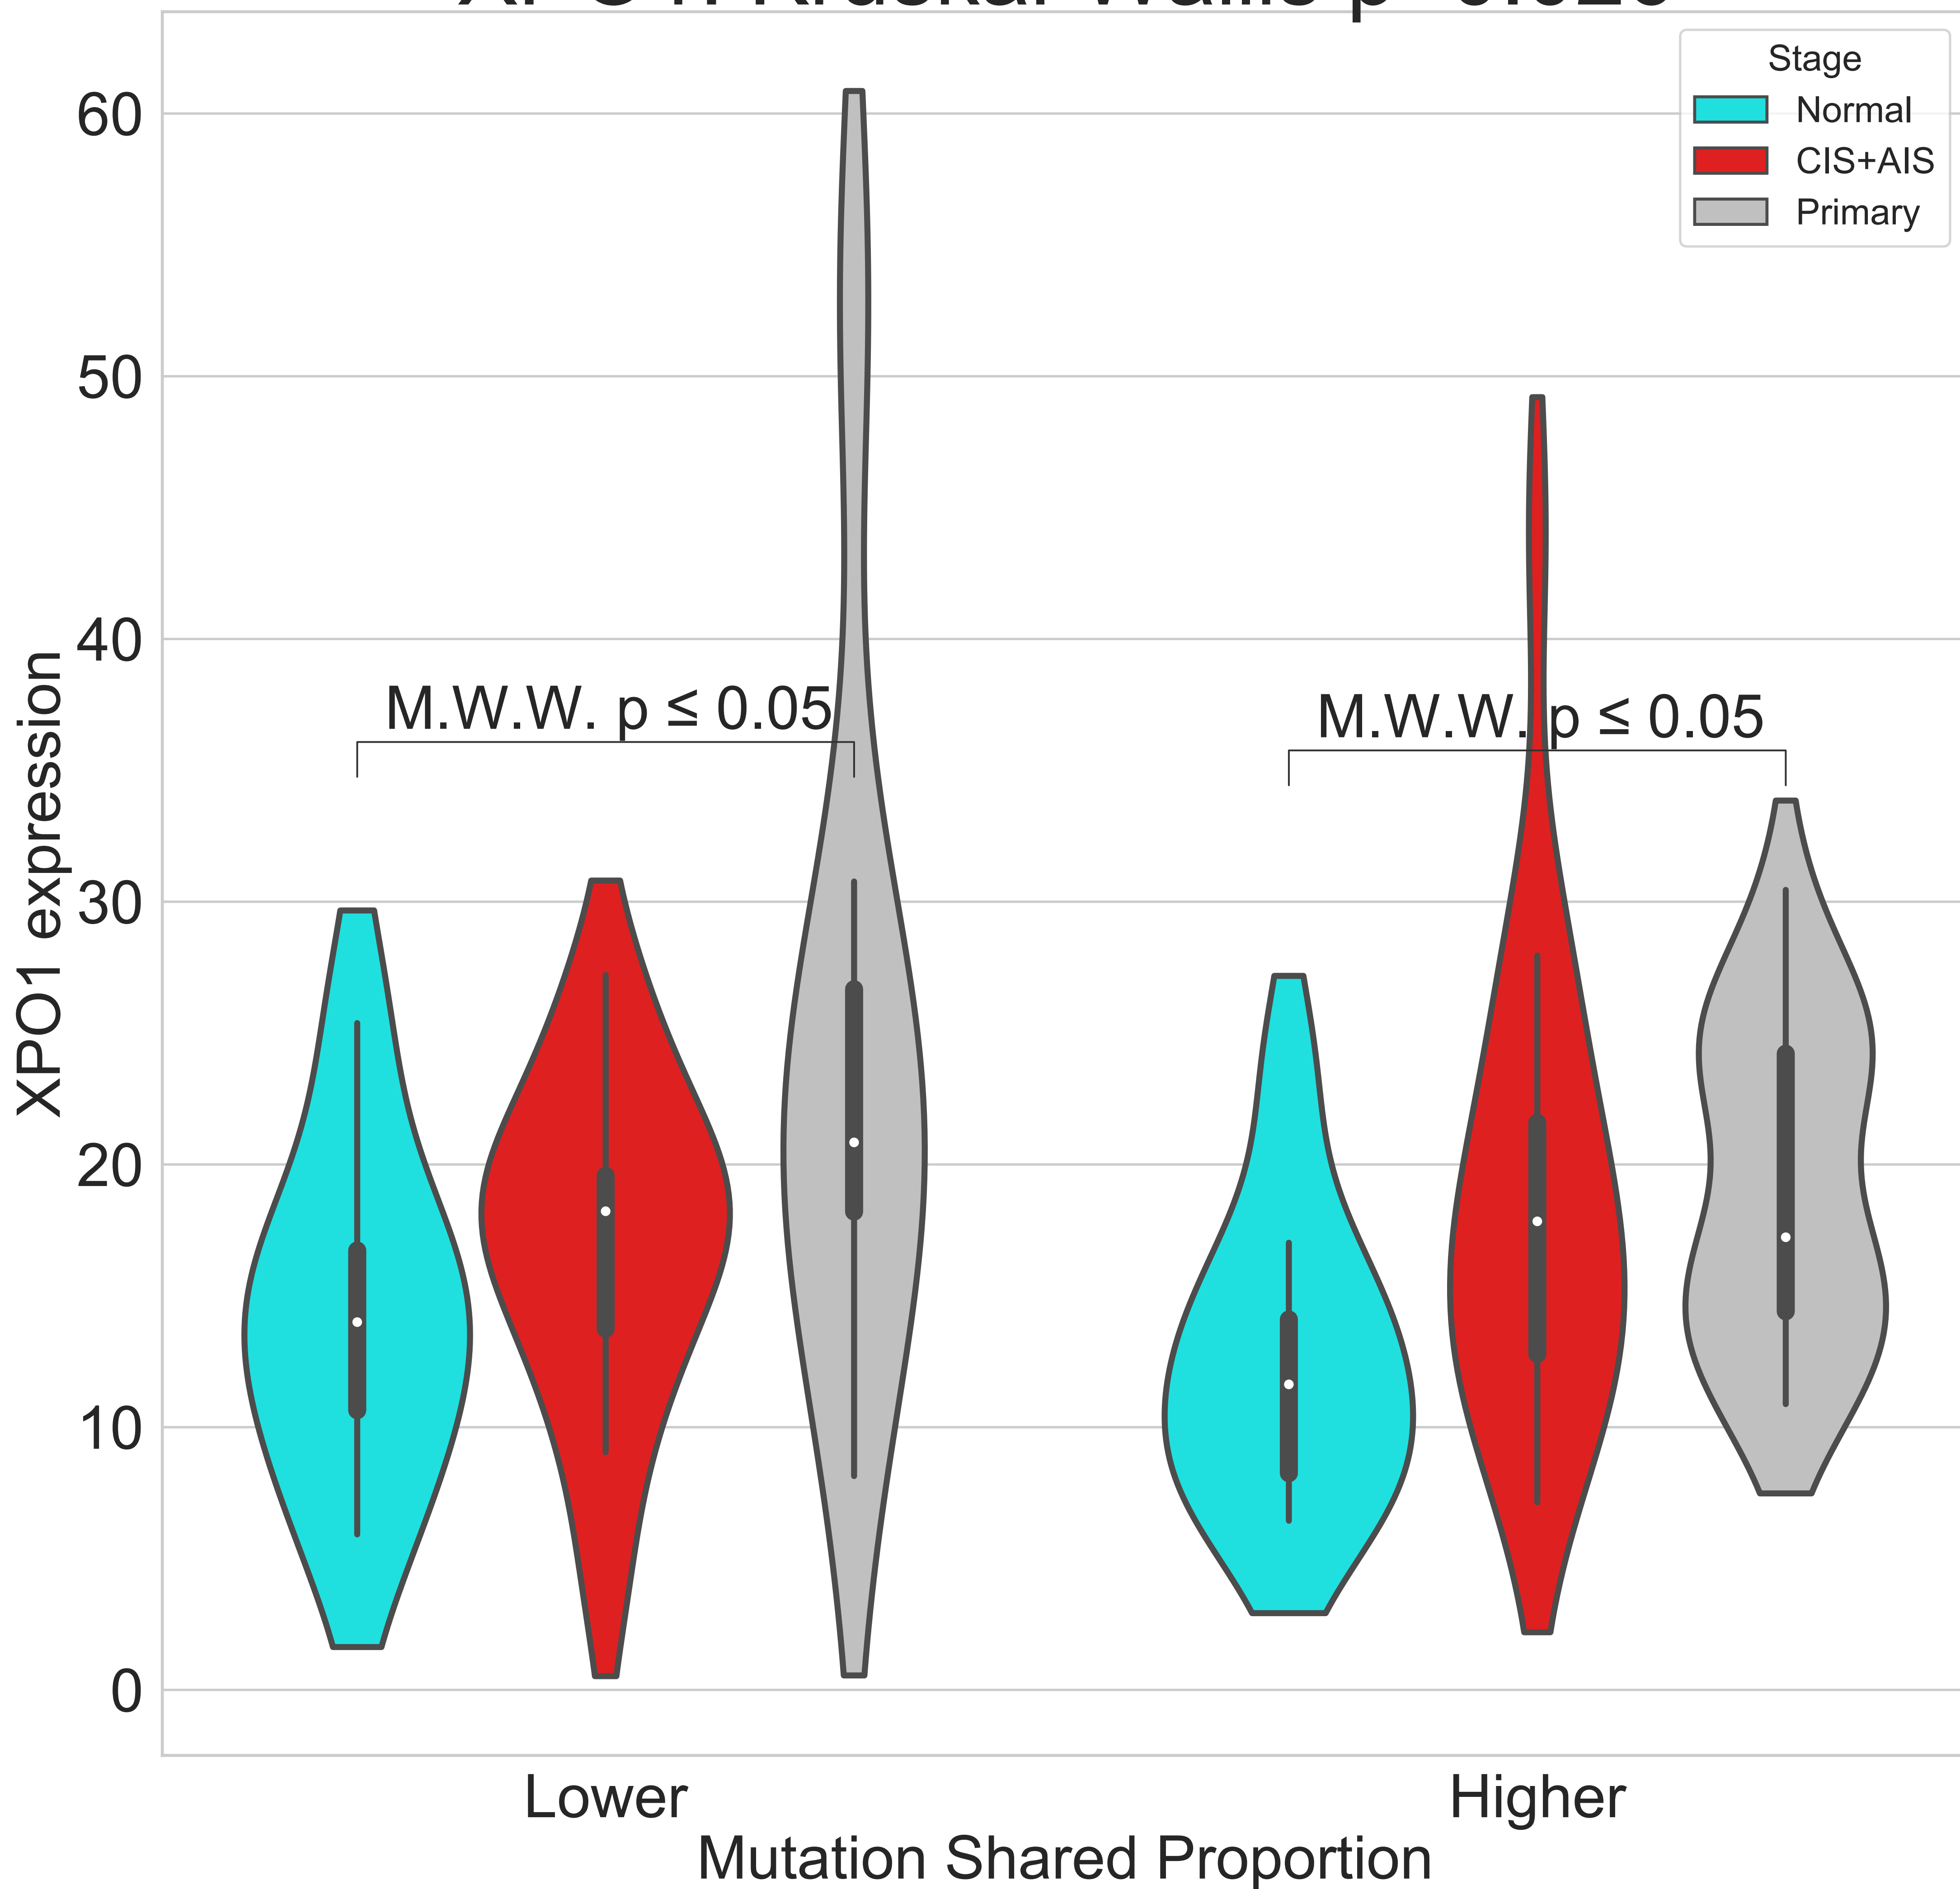 Stage
Normal
CIS+AIS
Primary
60
50
40
30
20
10
0
XPO1 expression
M.W.W. p ≤ 0.05
M.W.W. p ≤ 0.05
Lower
Higher
Mutation Shared Proportion